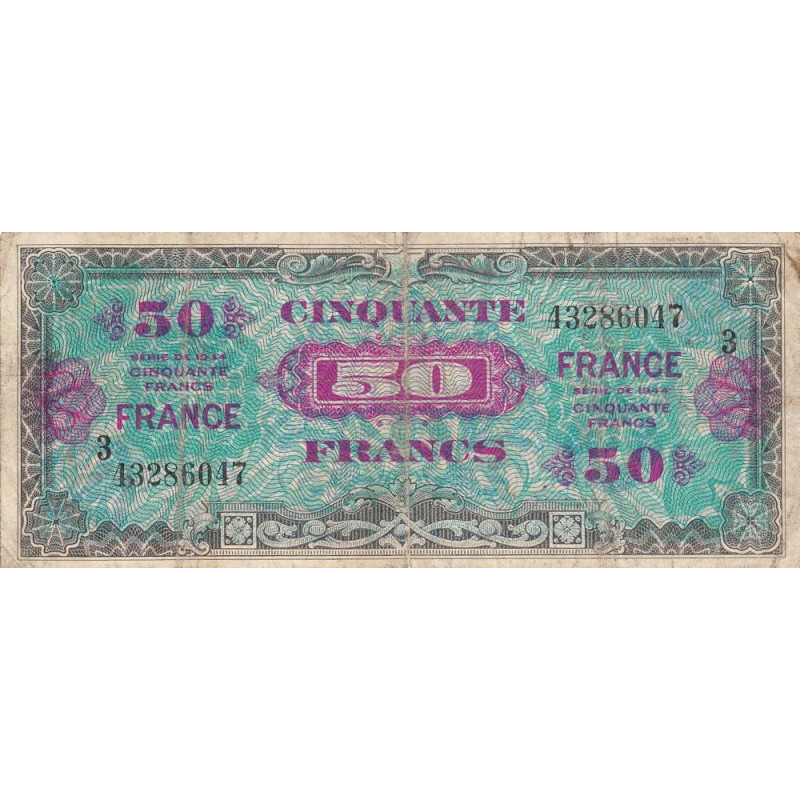 50
SÉRIE DE 1944
CINQUANTE
FRANCS
FRANCE
3
43286047
CINQUANTE
50
FRANCS
43286047
3
FRANCE
SÉRIE DE 1944
CINQUANTE
FRANCS
50